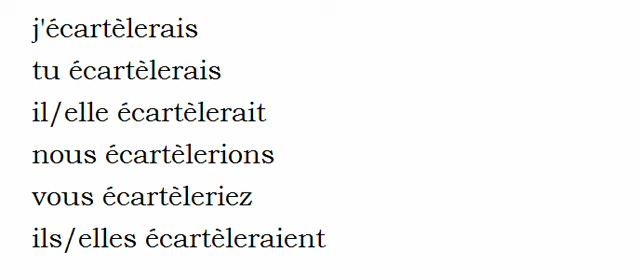 j'écartèlerais
tu écartèlerais
il/elle écartèlerait
nous écartèlerions
vous écartèleriez
ils/elles écartèleraient